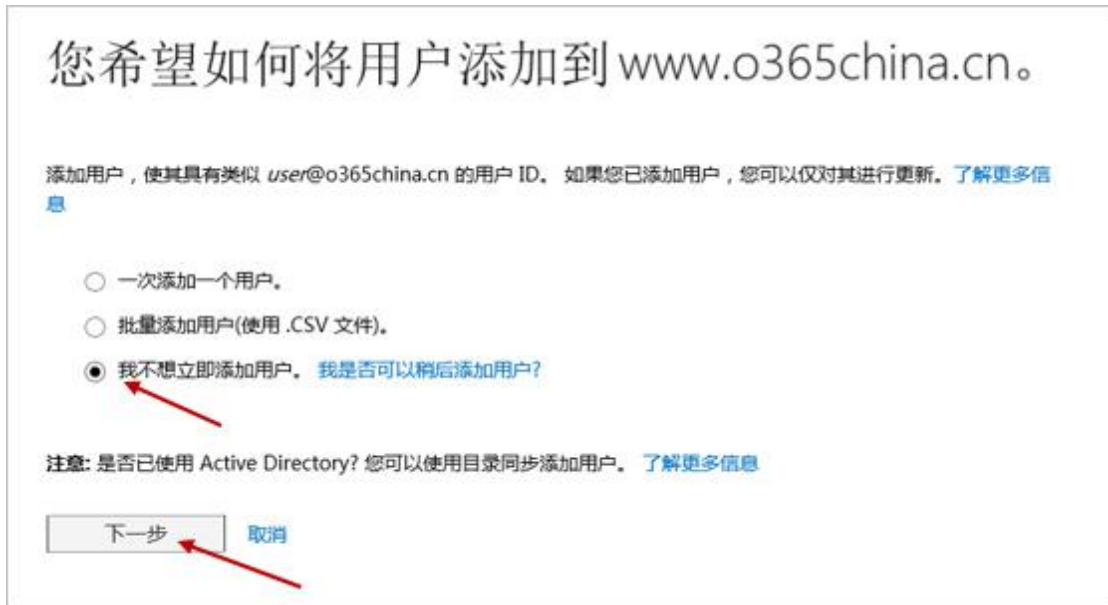 您希望如何将用户添加到www.o365china.cn。
添加用户，使其具有类似 user@o365china.cn 的用户 ID。 如果您已添加用户，您可以仅对其进行更新。了解更多信
息
一次添加一个用户。
批量添加用户(使用 .CSV 文件)。
我不想立即添加用户。 我是否可以稍后添加用户?
注意: 是否已使用 Active Directory? 您可以使用目录同步添加用户。 了解更多信息
下一步 取消